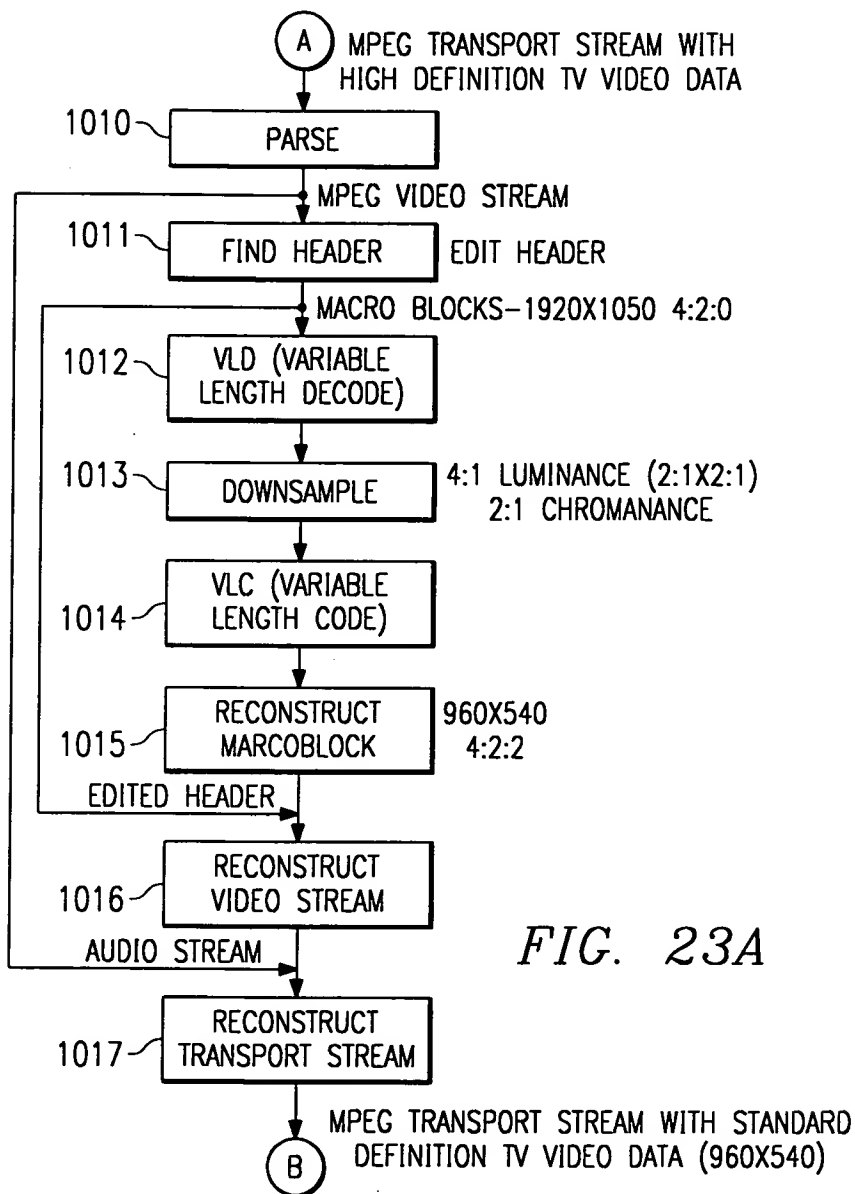 A
MPEG TRANSPORT STREAM WITH
HIGH DEFINITION TV VIDEO DATA
1010
PARSE
MPEG VIDEO STREAM
1011
FIND HEADER
EDIT HEADER
MACRO BLOCKS-1920X1050 4:2:0
1012
VLD (VARIABLE
LENGTH DECODE)
1013
DOWNSAMPLE
4:1 LUMINANCE (2:1X2:1)
2:1 CHROMANANCE
1014
VLC (VARIABLE
LENGTH CODE)
1015
RECONSTRUCT
MARCOBLOCK
960X540
4:2:2
EDITED HEADER
1016
RECONSTRUCT
VIDEO STREAM
AUDIO STREAM
FIG. 23A
1017
RECONSTRUCT
TRANSPORT STREAM
MPEG TRANSPORT STREAM WITH STANDARD
DEFINITION TV VIDEO DATA (960X540)
B